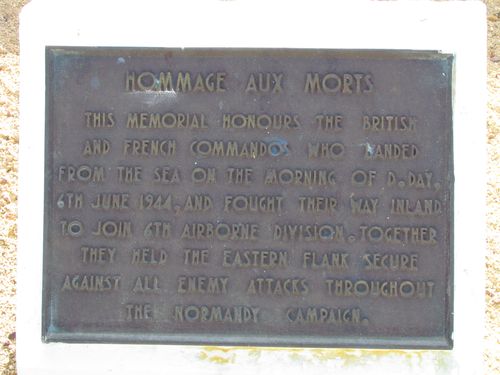 HOMMAGE AUX MORTS
THIS MEMORIAL HONOURS THE BRITISH
AND FRENCH COMMANDOS WHO LANDED
FROM THE SEA ON THE MORNING OF D.DAY,
6TH JUNE 1944, AND FOUGHT THEIR WAY INLAND
TO JOIN 6TH AIRBORNE DIVISION. TOGETHER
THEY HELD THE EASTERN FLANK SECURE
AGAINST ALL ENEMY ATTACKS THROUGHOUT
THE NORMANDY CAMPAIGN.